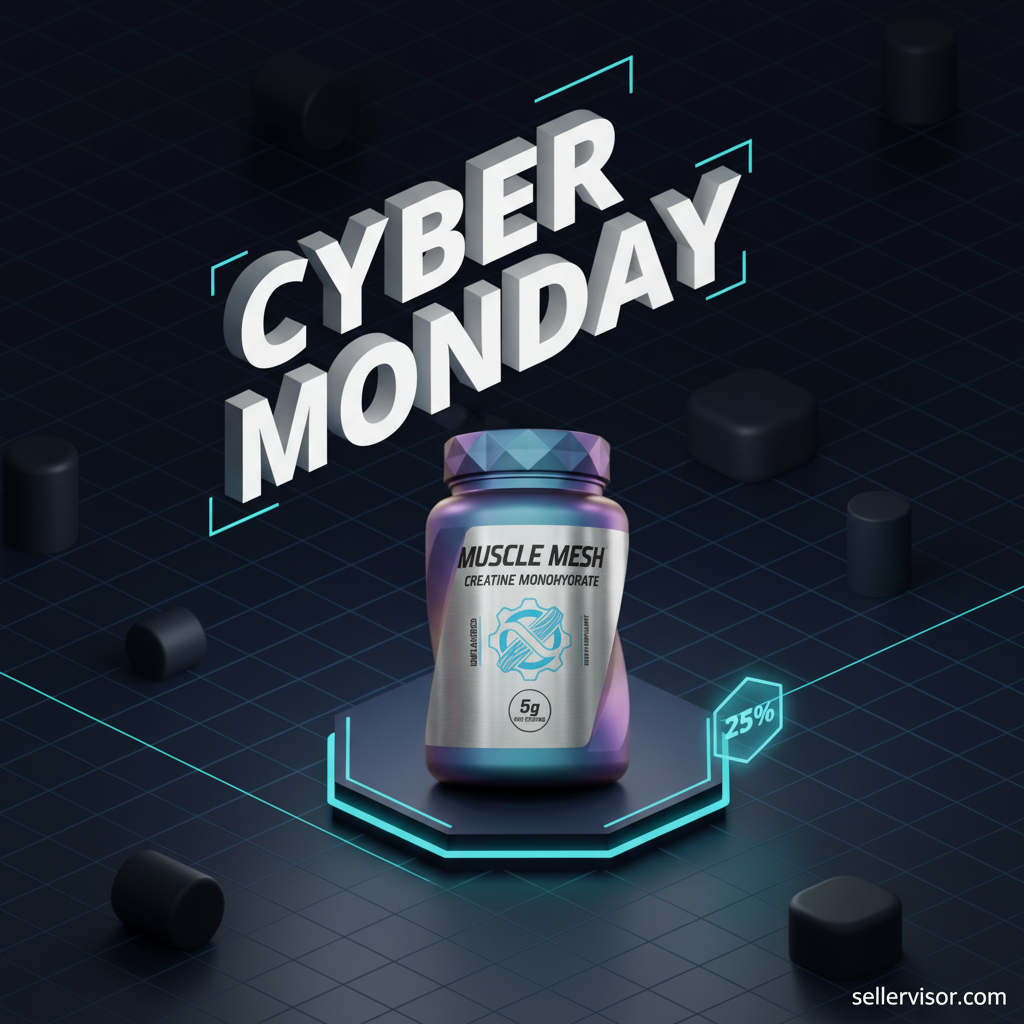 CYBER
MONDAY
MUSCLE MESH
CREATINE MONOHYORATE
5g
25%
sellervisor.com